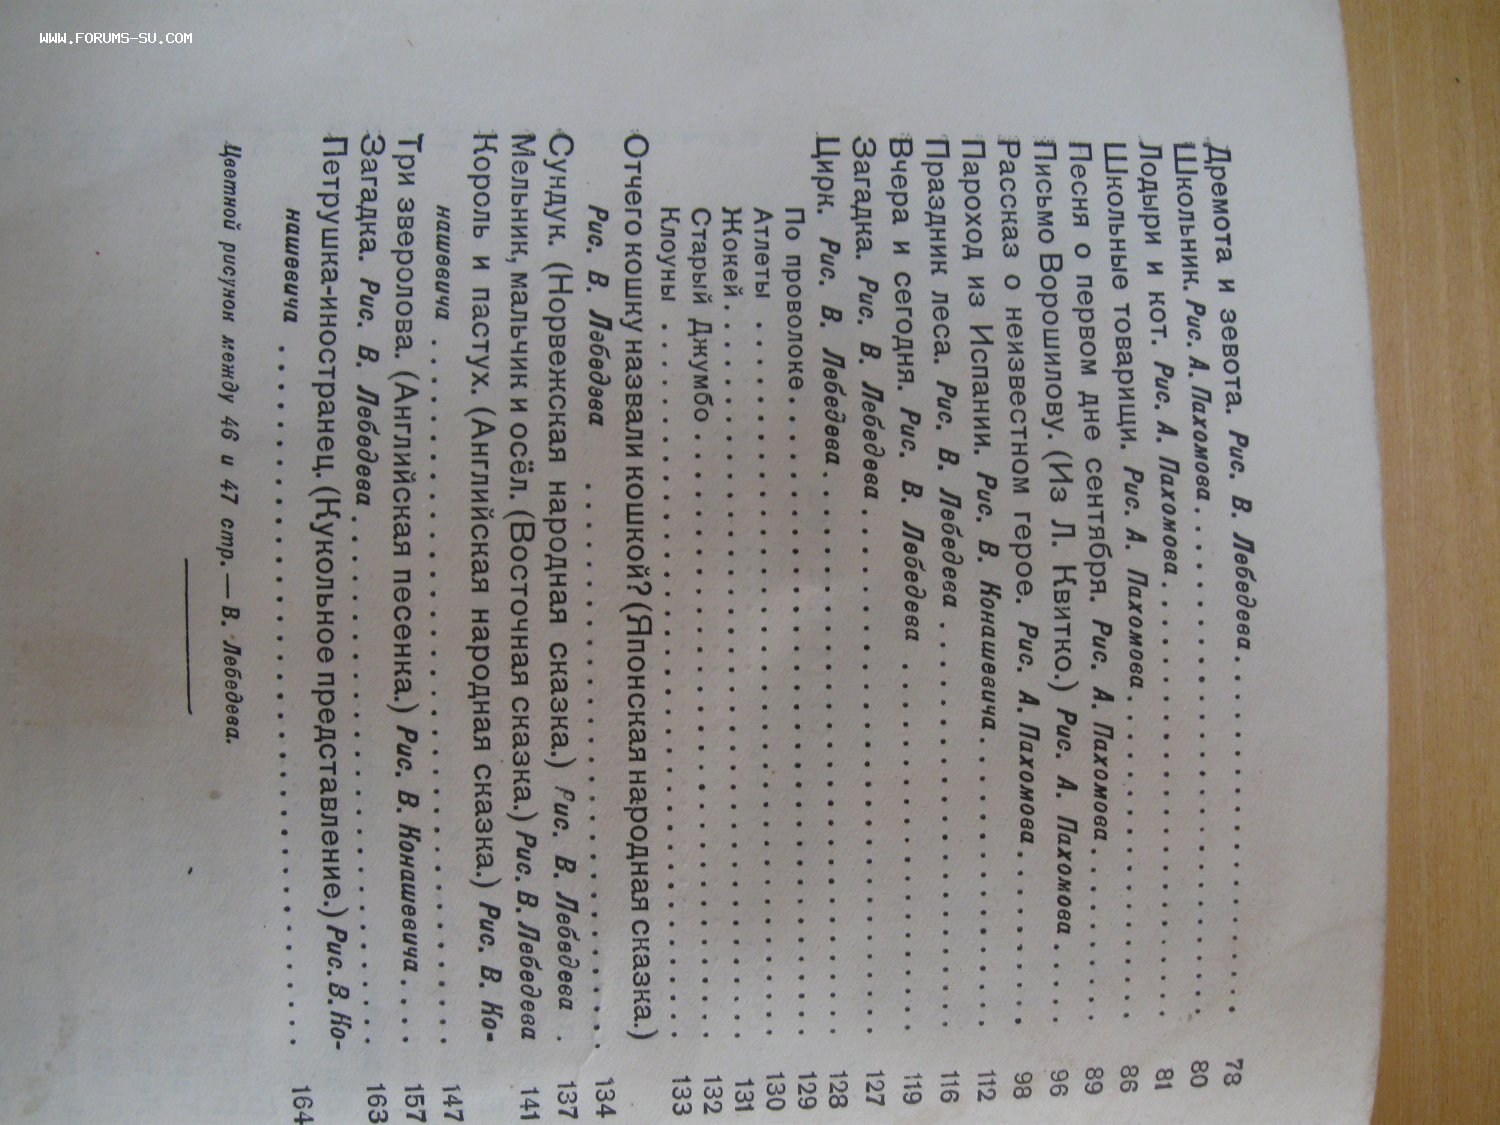 WWW.FORUMS-SU.COM
Дремота и зевота. Рис. В. Лебедева . . . . . . . . . . . . . . . . 78
Школьник. Рис. А. Пахомова . . . . . . . . . . . . . . . . . . . 80
Лодыри и кот. Рис. А. Пахомова . . . . . . . . . . . . . . . . . 81
Школьные товарищи. Рис. А. Пахомова . . . . . . . . . . . . . 86
Песня о первом дне сентября. Рис. А. Пахомова . . . . . . . 89
Письмо Ворошилову. (Из Л. Квитко.) Рис. А. Пахомова . . . . 96
Рассказ о неизвестном герое. Рис. А. Пахомова . . . . . . . 98
Пароход из Испании. Рис. В. Конашевича . . . . . . . . . . . 112
Праздник леса. Рис. В. Лебедева . . . . . . . . . . . . . . . . 116
Вчера и сегодня. Рис. В. Лебедева . . . . . . . . . . . . . . . 119
Загадка. Рис. В. Лебедева . . . . . . . . . . . . . . . . . . . . 127
Цирк. Рис. В. Лебедева . . . . . . . . . . . . . . . . . . . . . 128
По проволоке . . . . . . . . . . . . . . . . . . . . . . . . 129
Атлеты . . . . . . . . . . . . . . . . . . . . . . . . . . . 130
Жокей . . . . . . . . . . . . . . . . . . . . . . . . . . . 131
Старый Джумбо . . . . . . . . . . . . . . . . . . . . . . . 132
Клоуны . . . . . . . . . . . . . . . . . . . . . . . . . . . 133
Отчего кошку назвали кошкой? (Японская народная сказка.)
Рис. В. Лебедева . . . . . . . . . . . . . . . . . . . . . 134
Сундук. (Норвежская народная сказка.) Рис. В. Лебедева . . 137
Мельник, мальчик и осёл. (Восточная сказка.) Рис. В. Лебедева 141
Король и пастух. (Английская народная сказка.) Рис. В. Ко-
нашевича . . . . . . . . . . . . . . . . . . . . . . . . . 147
Три зверолова. (Английская песенка.) Рис. В. Конашевича . . . . 157
Загадка. Рис. В. Лебедева . . . . . . . . . . . . . . . . . . . . 163
Петрушка-иностранец. (Кукольное представление.) Рис. В. Ко-
нашевича . . . . . . . . . . . . . . . . . . . . . . . . . 164
Цветной рисунок между 46 и 47 стр. — В. Лебедева.